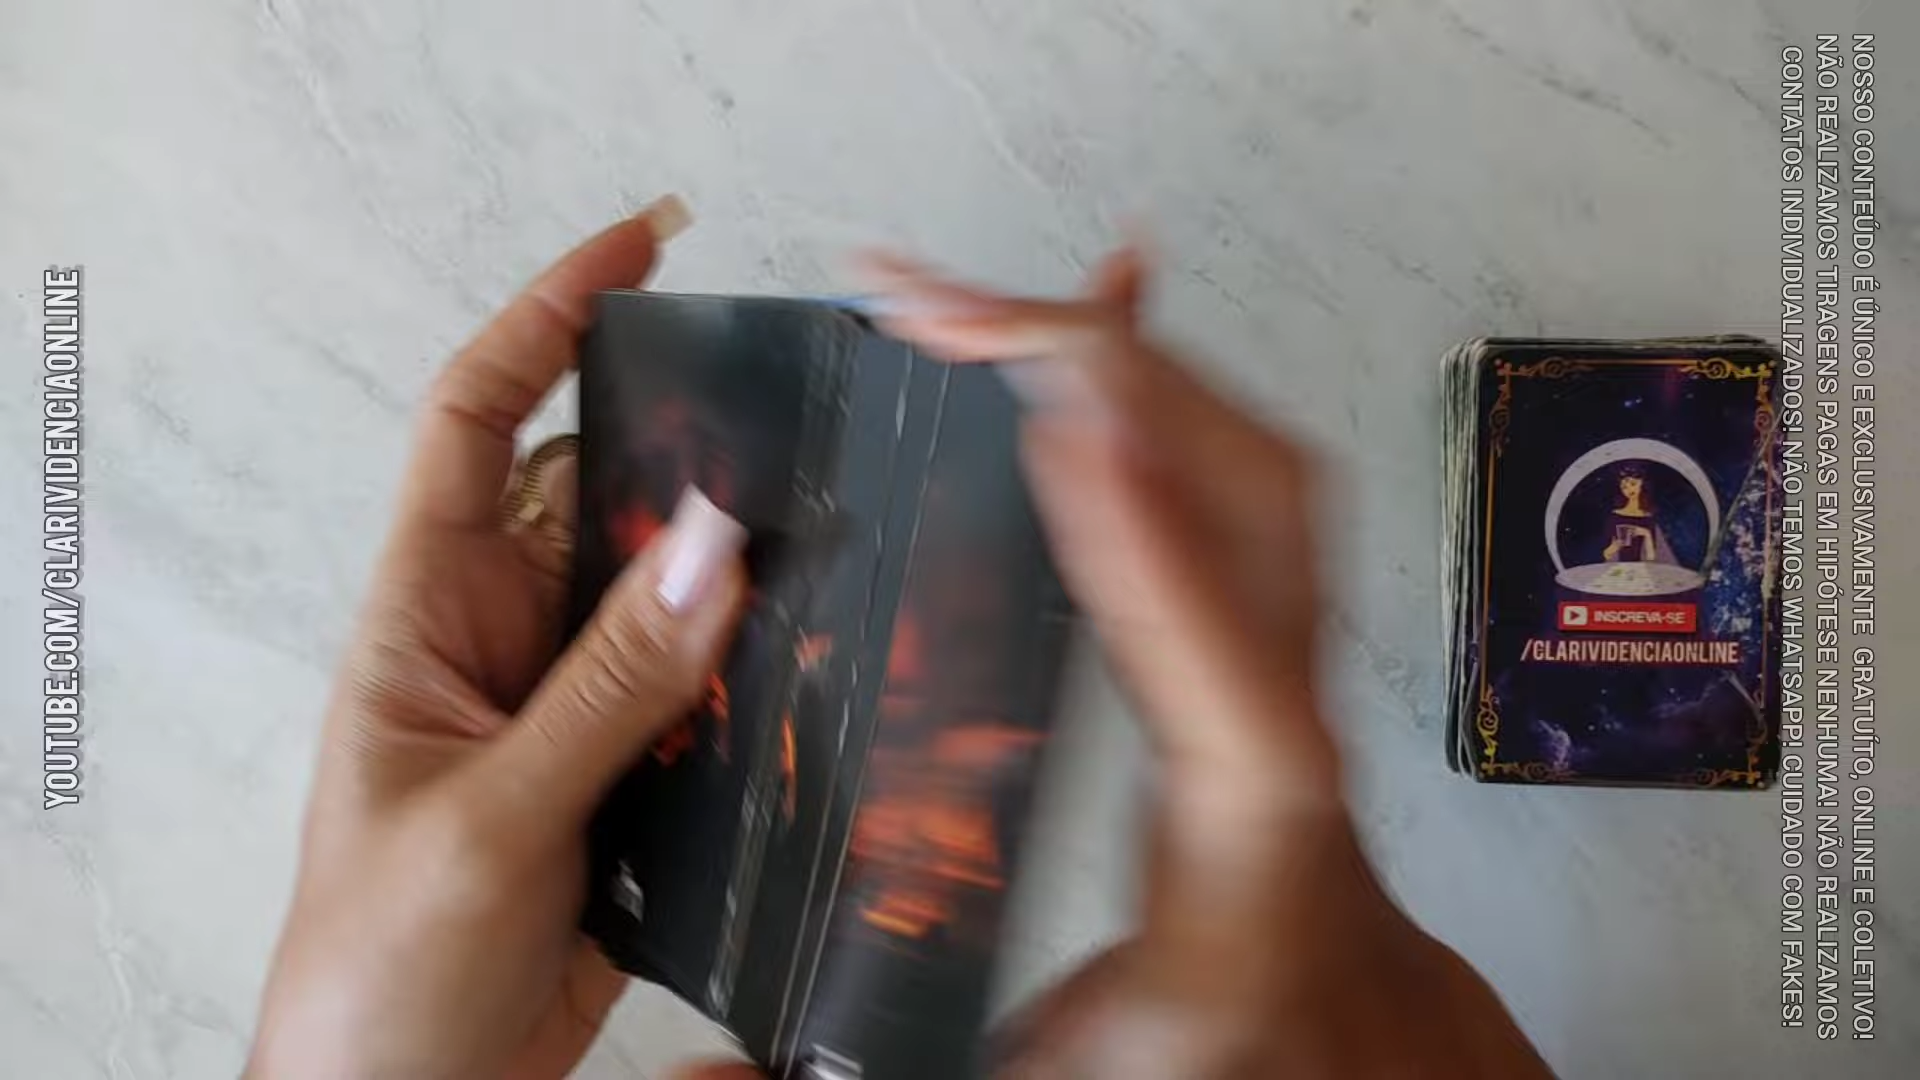 YOUTUBE.COM/CLARIVIDENCIAONLINE
INSCREVA-SE
/CLARIVIDENCIAONLINE
NOSSO CONTEÚDO É ÚNICO E EXCLUSIVAMENTE GRATUÍTO, ONLINE E COLETIVO!
NÃO REALIZAMOS TIRAGENS PAGAS EM HIPÓTESE NENHUMA! NÃO REALIZAMOS
CONTATOS INDIVIDUALIZADOS! NÃO TEMOS WHATSAPP! CUIDADO COM FAKES!